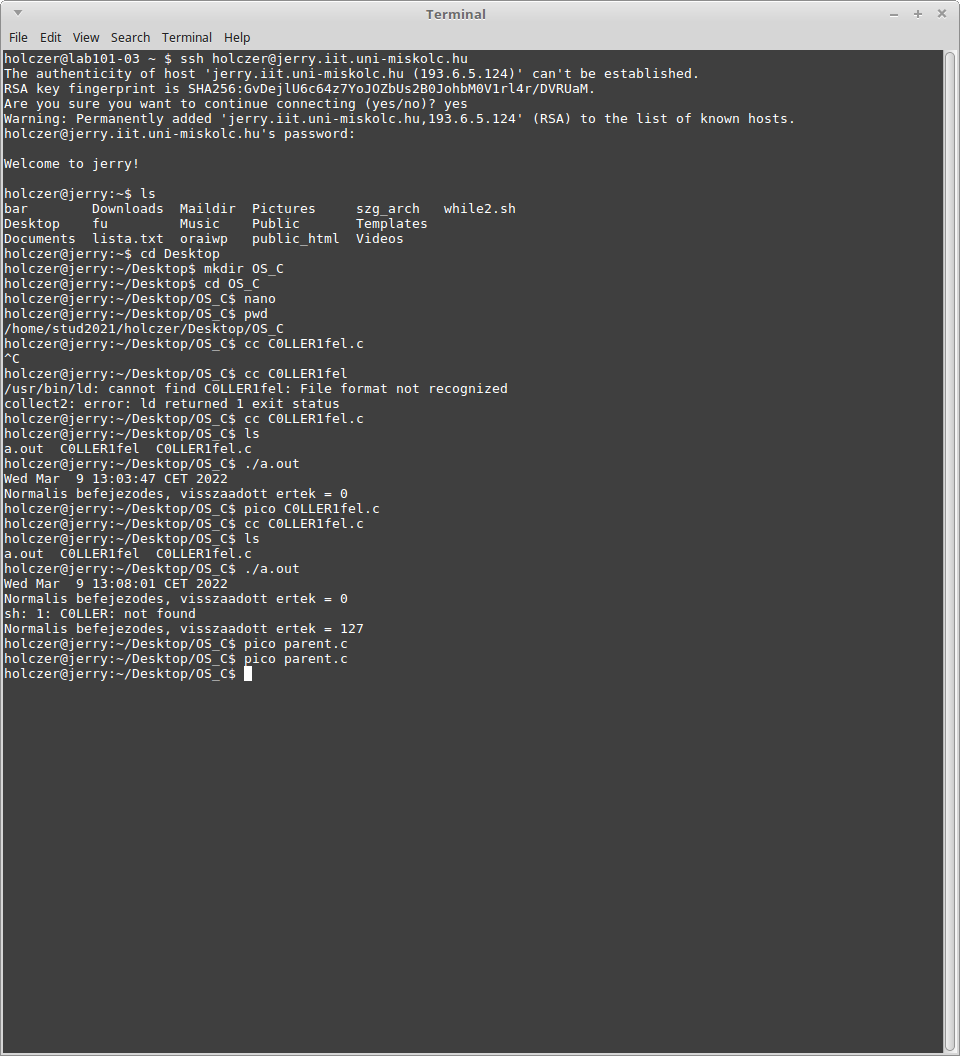 Terminal
File Edit View Search Terminal Help
holczer@lab101-03 ~ $ ssh holczer@jerry.iit.uni-miskolc.hu
The authenticity of host 'jerry.iit.uni-miskolc.hu (193.6.5.124)' can't be established.
RSA key fingerprint is SHA256:GvDejlU6c64z7YoJOZbUs2B0JohbM0V1rl4r/DVRUaM.
Are you sure you want to continue connecting (yes/no)? yes
Warning: Permanently added 'jerry.iit.uni-miskolc.hu,193.6.5.124' (RSA) to the list of known hosts.
holczer@jerry.iit.uni-miskolc.hu's password:
Welcome to jerry!
holczer@jerry:~$ ls
bar        Downloads  Maildir  Pictures     szg_arch   while2.sh
Desktop    fu         Music    Public       Templates
Documents  lista.txt  oraiwp   public_html  Videos
holczer@jerry:~$ cd Desktop
holczer@jerry:~/Desktop$ mkdir OS_C
holczer@jerry:~/Desktop$ cd OS_C
holczer@jerry:~/Desktop/OS_C$ nano
holczer@jerry:~/Desktop/OS_C$ pwd
/home/stud2021/holczer/Desktop/OS_C
holczer@jerry:~/Desktop/OS_C$ cc C0LLER1fel.c
^C
holczer@jerry:~/Desktop/OS_C$ cc C0LLER1fel
/usr/bin/ld: cannot find C0LLER1fel: File format not recognized
collect2: error: ld returned 1 exit status
holczer@jerry:~/Desktop/OS_C$ cc C0LLER1fel.c
holczer@jerry:~/Desktop/OS_C$ ls
a.out  C0LLER1fel  C0LLER1fel.c
holczer@jerry:~/Desktop/OS_C$ ./a.out
Wed Mar  9 13:03:47 CET 2022
Normalis befejezodes, visszaadott ertek = 0
holczer@jerry:~/Desktop/OS_C$ pico C0LLER1fel.c
holczer@jerry:~/Desktop/OS_C$ cc C0LLER1fel.c
holczer@jerry:~/Desktop/OS_C$ ls
a.out  C0LLER1fel  C0LLER1fel.c
holczer@jerry:~/Desktop/OS_C$ ./a.out
Wed Mar  9 13:08:01 CET 2022
Normalis befejezodes, visszaadott ertek = 0
sh: 1: C0LLER: not found
Normalis befejezodes, visszaadott ertek = 127
holczer@jerry:~/Desktop/OS_C$ pico parent.c
holczer@jerry:~/Desktop/OS_C$ pico parent.c
holczer@jerry:~/Desktop/OS_C$